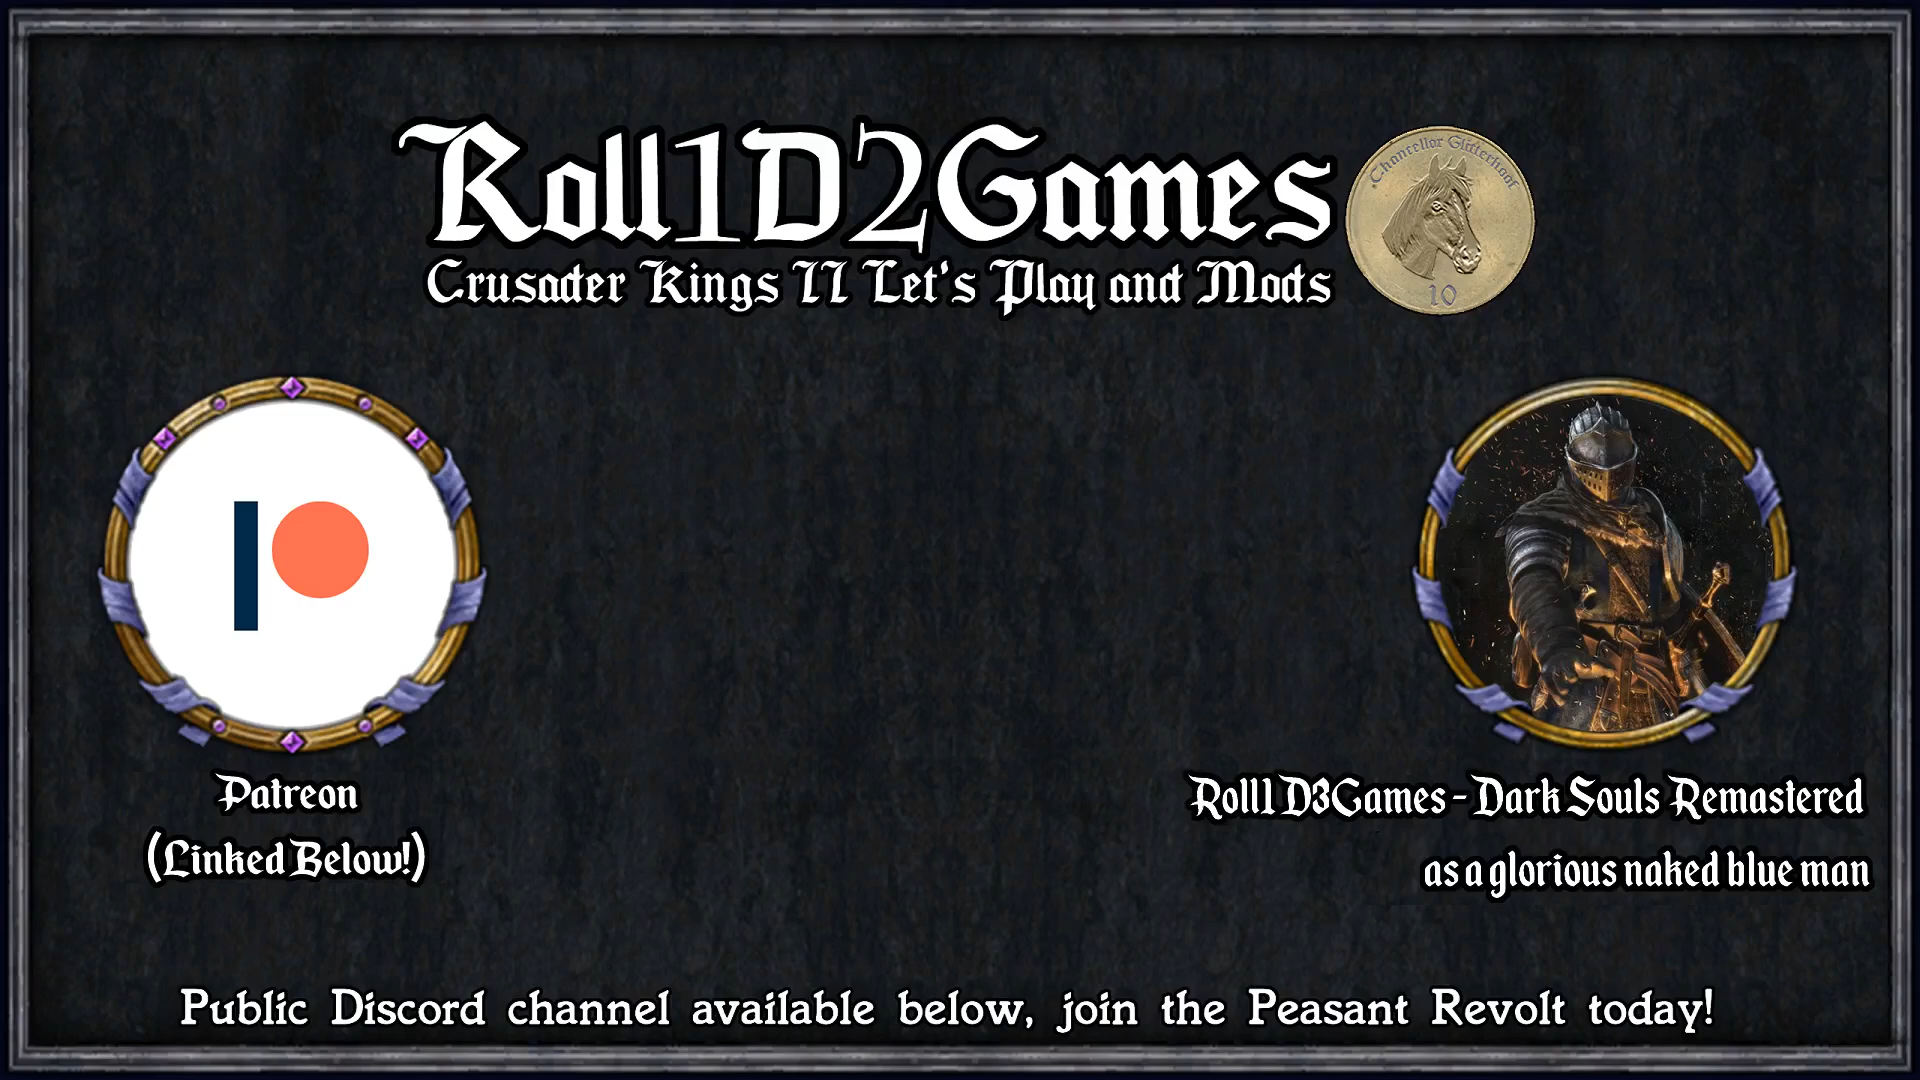 Roll1D2Games
Chancellor Glitterhoof
10
Crusader Kings II Let's Play and Mods
Patreon
(Linked Below!)
Roll1D3Games - Dark Souls Remastered
as a glorious naked blue man
Public Discord channel available below, join the Peasant Revolt today!